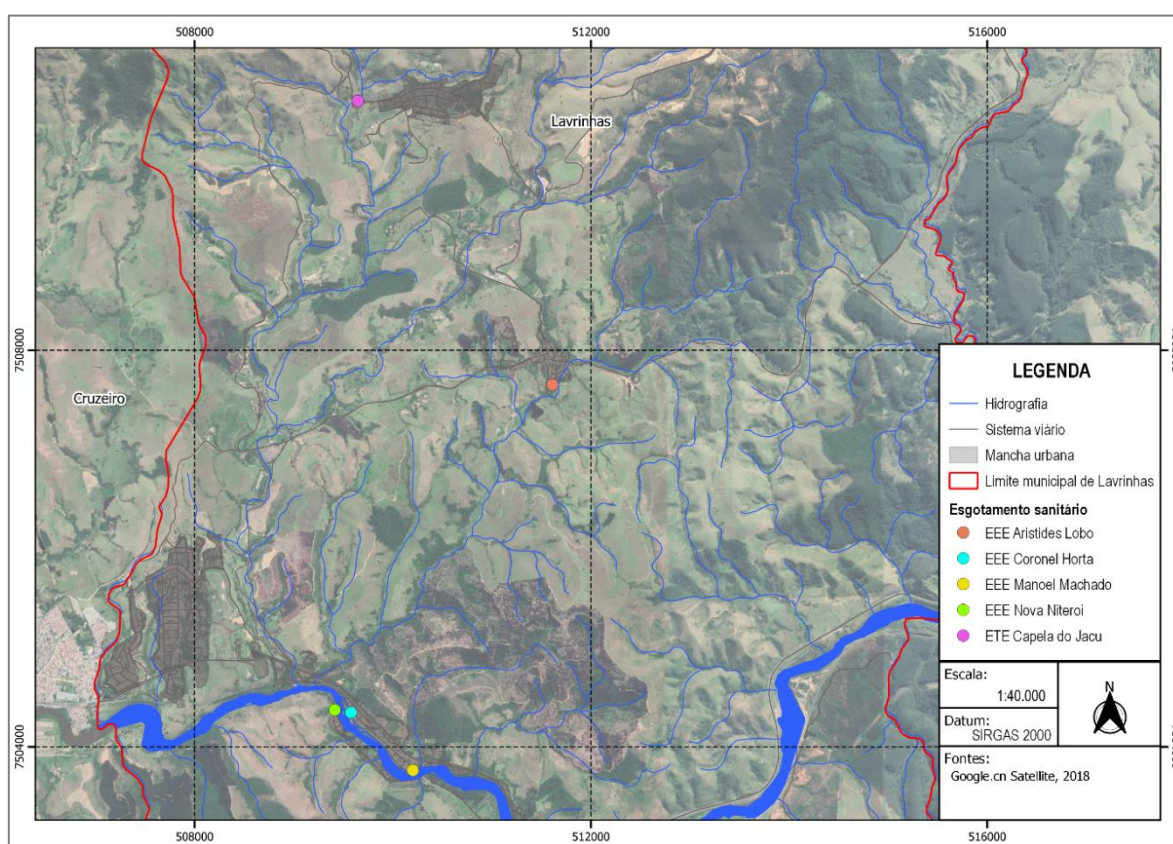 508000
512000
516000
Lavrinhas
7508000
Cruzeiro
LEGENDA
Hidrografia
Sistema viário
Mancha urbana
Limite municipal de Lavrinhas
Esgotamento sanitário
EEE Aristides Lobo
EEE Coronel Horta
EEE Manoel Machado
EEE Nova Niteroi
ETE Capela do Jacu
Escala:
1:40.000
N
Datum:
SIRGAS 2000
Fontes:
Google.cn Satellite, 2018
7504000
508000
512000
516000